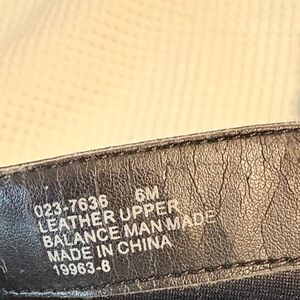 023-7636 6M
LEATHER UPPER
BALANCE MAN MADE
MADE IN CHINA
19963-8